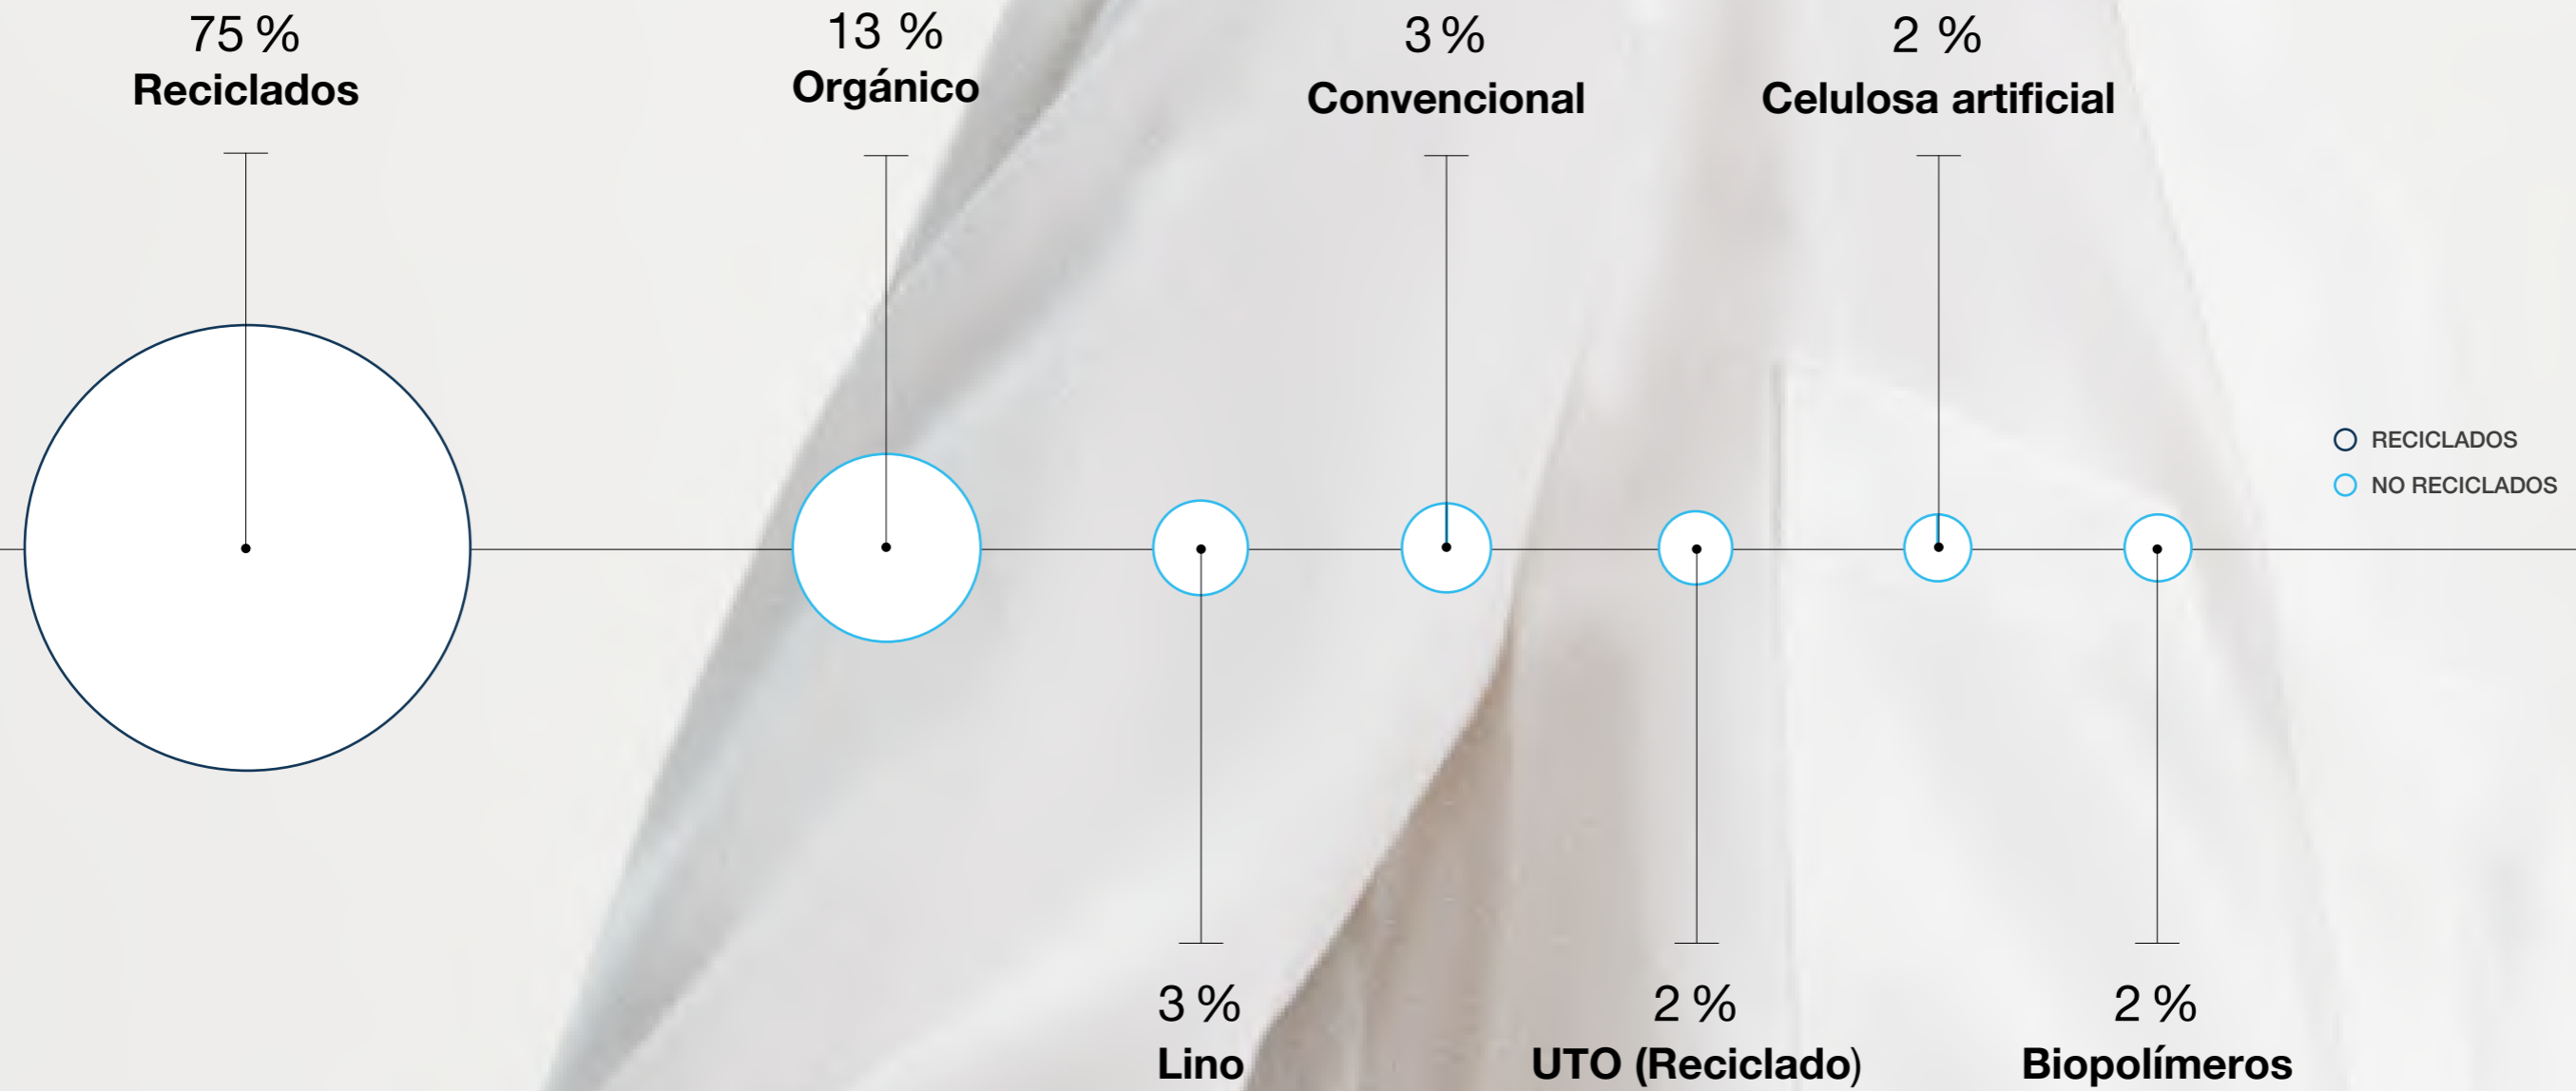 75 %
Reciclados
13 %
Orgánico
3 %
Convencional
2 %
Celulosa artificial
RECICLADOS
NO RECICLADOS
3 %
Lino
2 %
UTO (Reciclado)
2 %
Biopolímeros